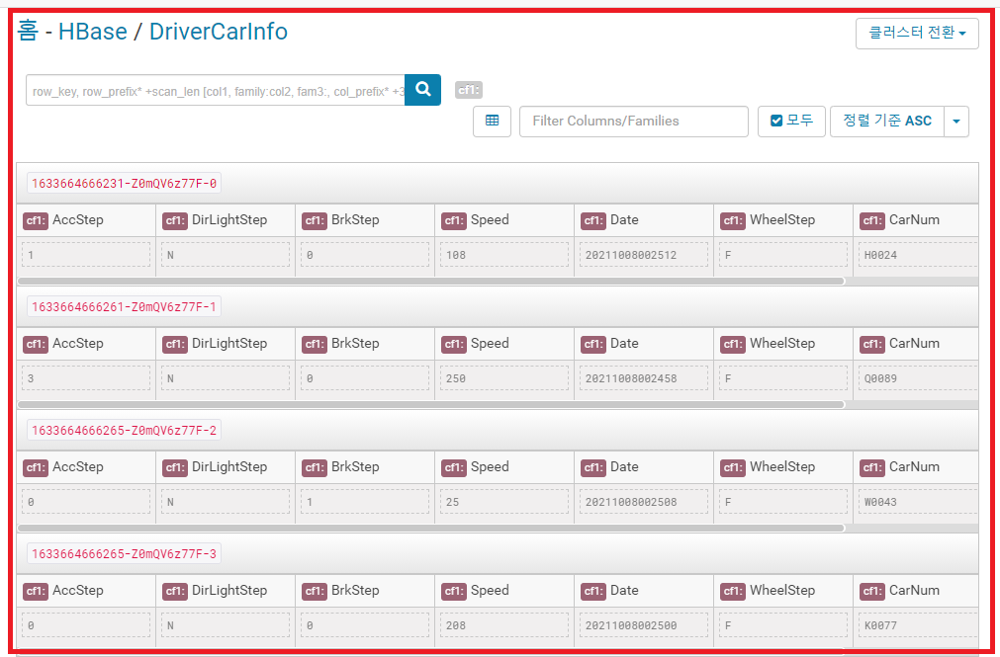 홈 - HBase / DriverCarInfo
클러스터 전환
row_key, row_prefix* +scan_len [col1, family:col2, fam3:, col_prefix* +3
cf1:
Filter Columns/Families
모두
정렬 기준 ASC
1633664666231-Z0mQV6z77F-0
cf1: AccStep cf1: DirLightStep cf1: BrkStep cf1: Speed cf1: Date cf1: WheelStep cf1: CarNum
1 N 0 108 20211008002512 F H0024
1633664666261-Z0mQV6z77F-1
cf1: AccStep cf1: DirLightStep cf1: BrkStep cf1: Speed cf1: Date cf1: WheelStep cf1: CarNum
3 N 0 250 20211008002458 F Q0089
1633664666265-Z0mQV6z77F-2
cf1: AccStep cf1: DirLightStep cf1: BrkStep cf1: Speed cf1: Date cf1: WheelStep cf1: CarNum
0 N 1 25 20211008002508 F W0043
1633664666265-Z0mQV6z77F-3
cf1: AccStep cf1: DirLightStep cf1: BrkStep cf1: Speed cf1: Date cf1: WheelStep cf1: CarNum
0 N 0 208 20211008002500 F K0077